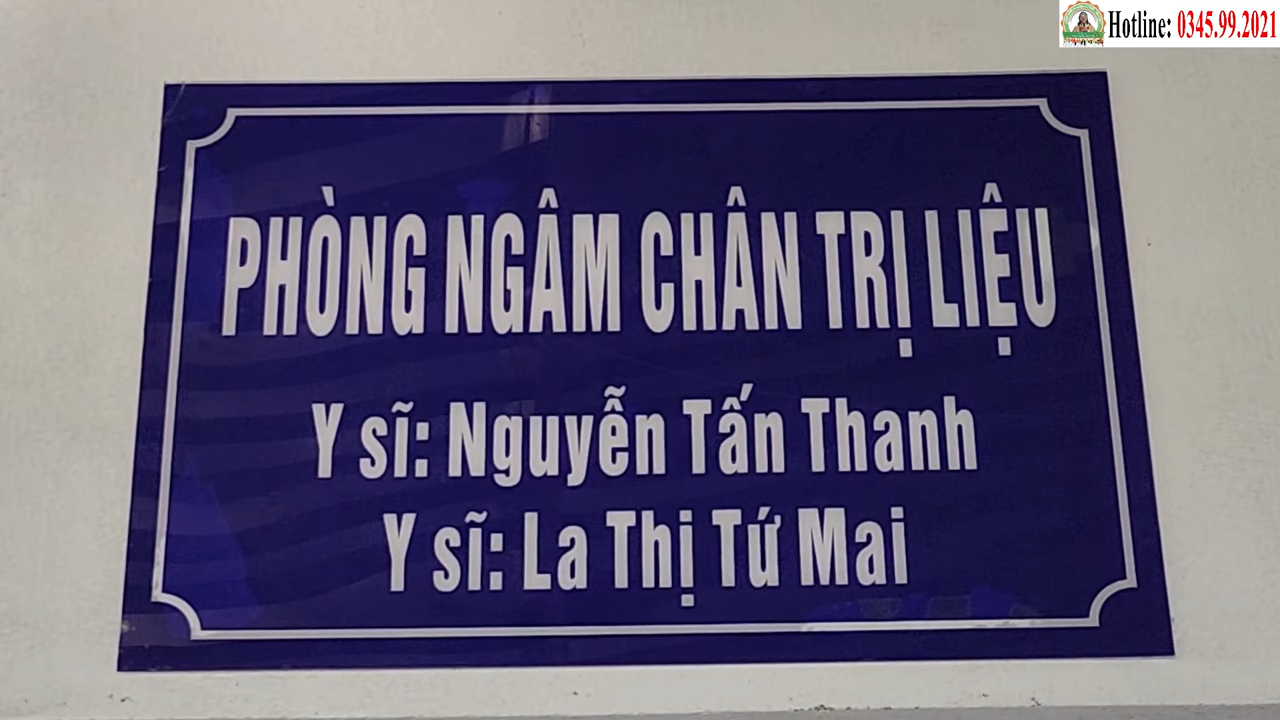 Hotline: 0345.99.2021
PHÒNG NGÂM CHÂN TRỊ LIỆU
Y sĩ: Nguyễn Tấn Thanh
Y sĩ: La Thị Tứ Mai